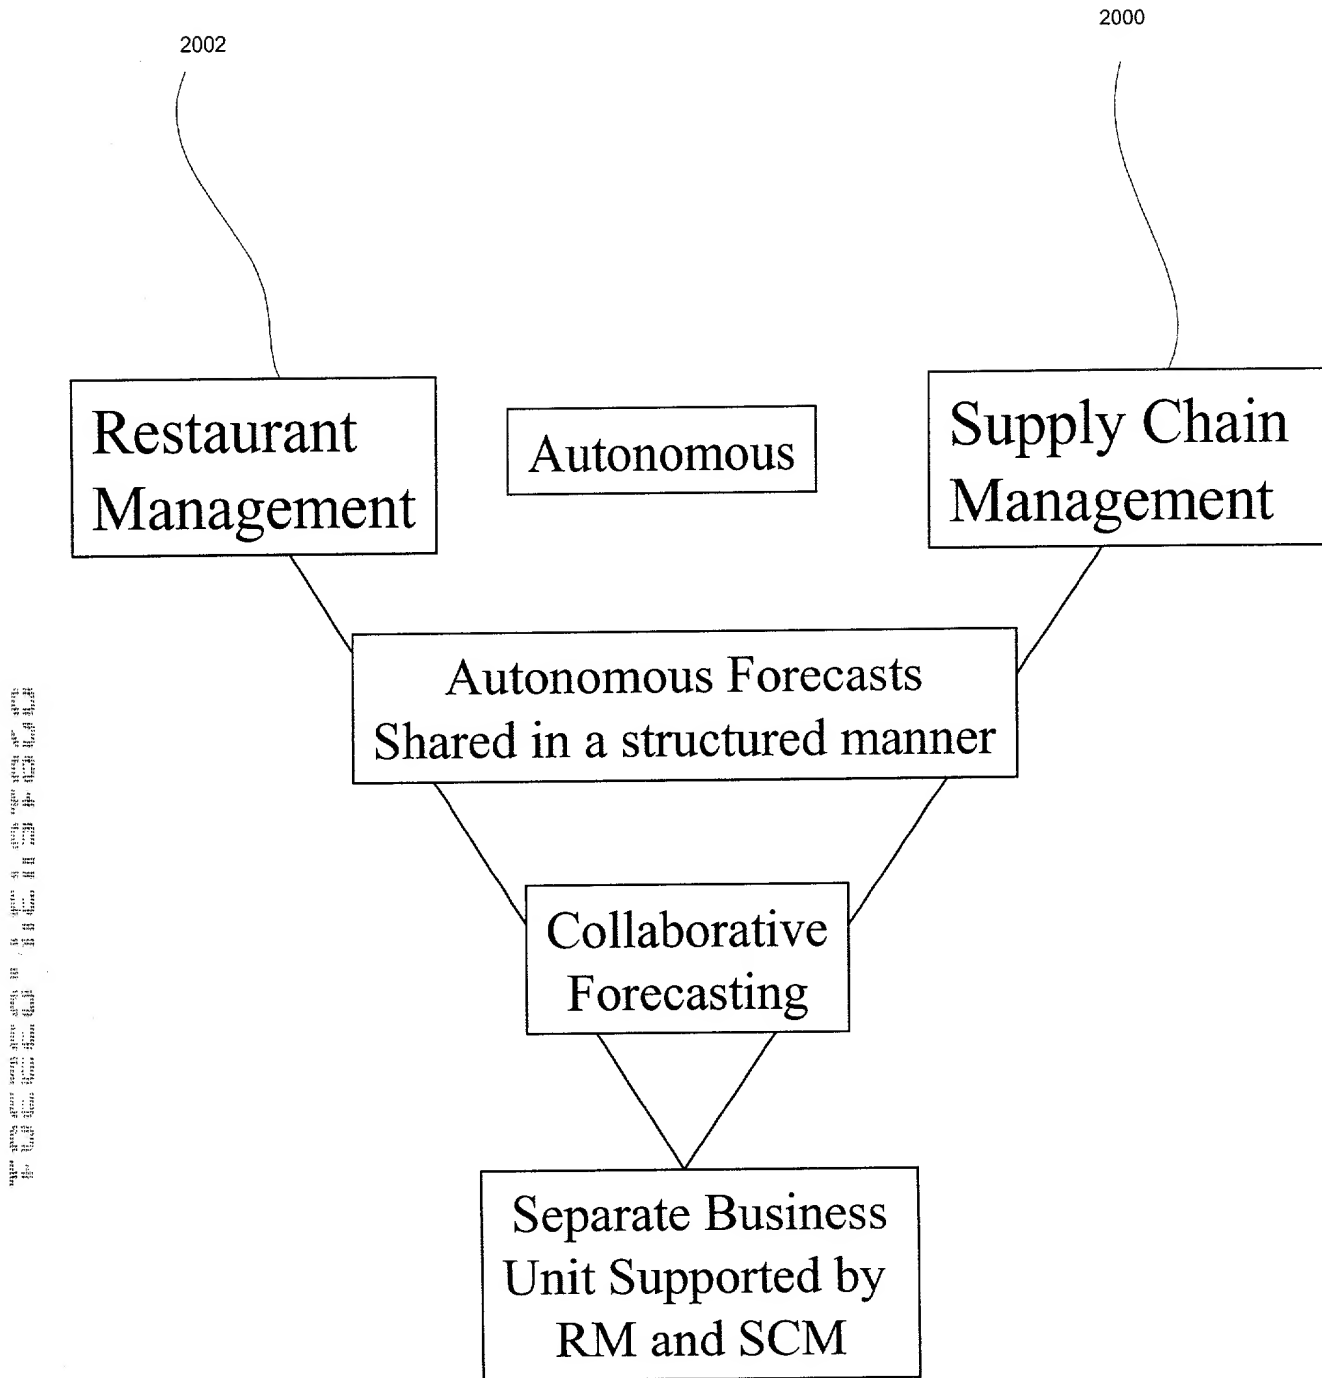 2002
2000
Restaurant
Management
Autonomous
Supply Chain
Management
Autonomous Forecasts
Shared in a structured manner
Collaborative
Forecasting
Separate Business
Unit Supported by
RM and SCM